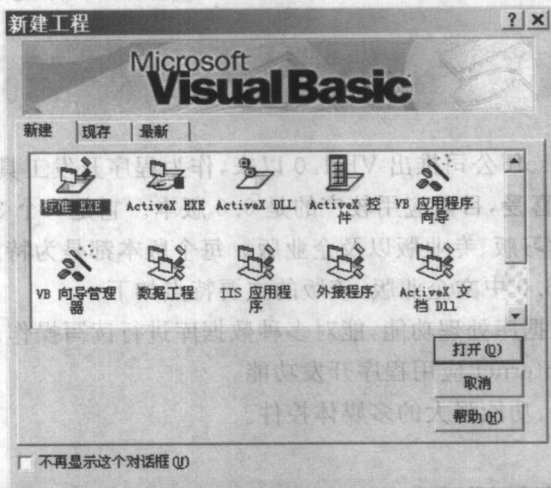 新建工程
Microsoft
Visual Basic
新建 现存 最新
标准 EXE ActiveX EXE ActiveX DLL ActiveX 控件 VB 应用程序向导
VB 向导管理器 数据工程 IIS 应用程序 外接程序 ActiveX 文档 Dll
打开(O)
取消
帮助(H)
不再显示这个对话框(U)